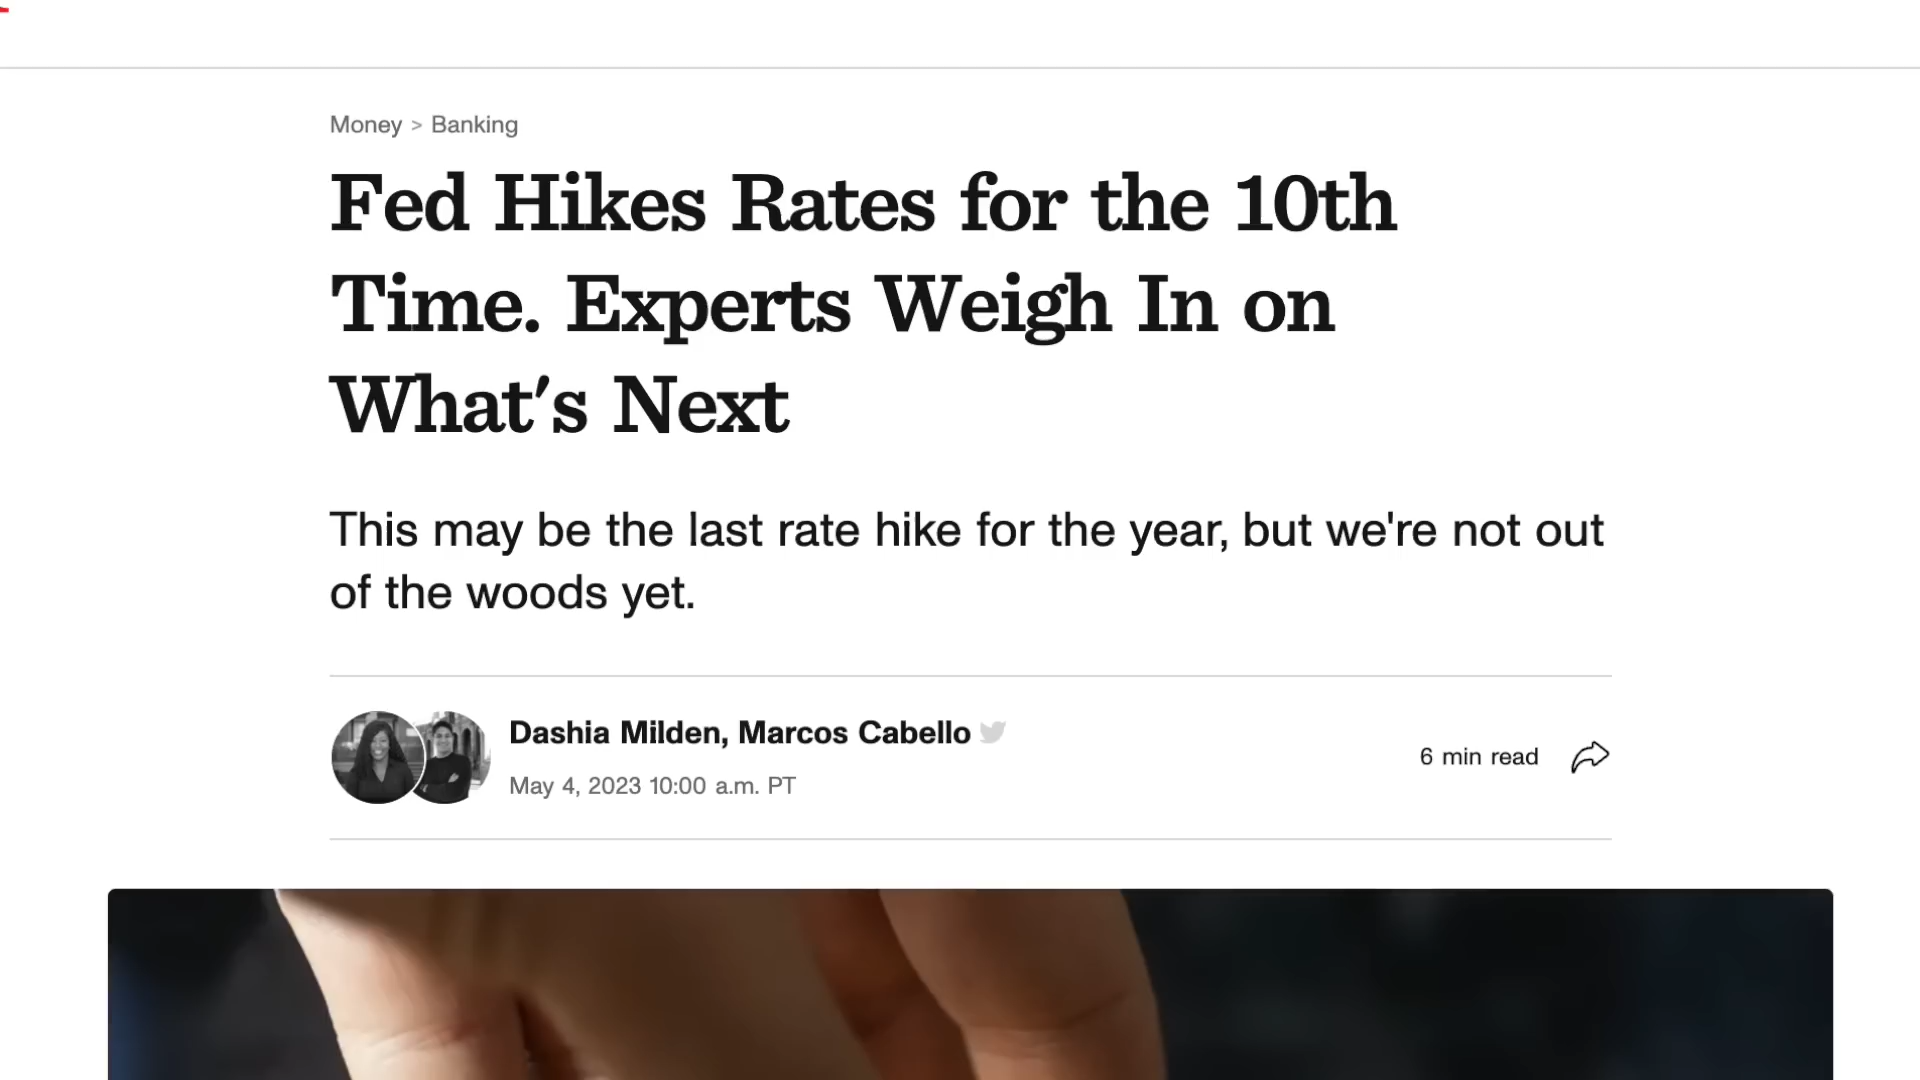 Money > Banking
Fed Hikes Rates for the 10th
Time. Experts Weigh In on
What's Next
This may be the last rate hike for the year, but we're not out
of the woods yet.
Dashia Milden, Marcos Cabello
May 4, 2023 10:00 a.m. PT
6 min read